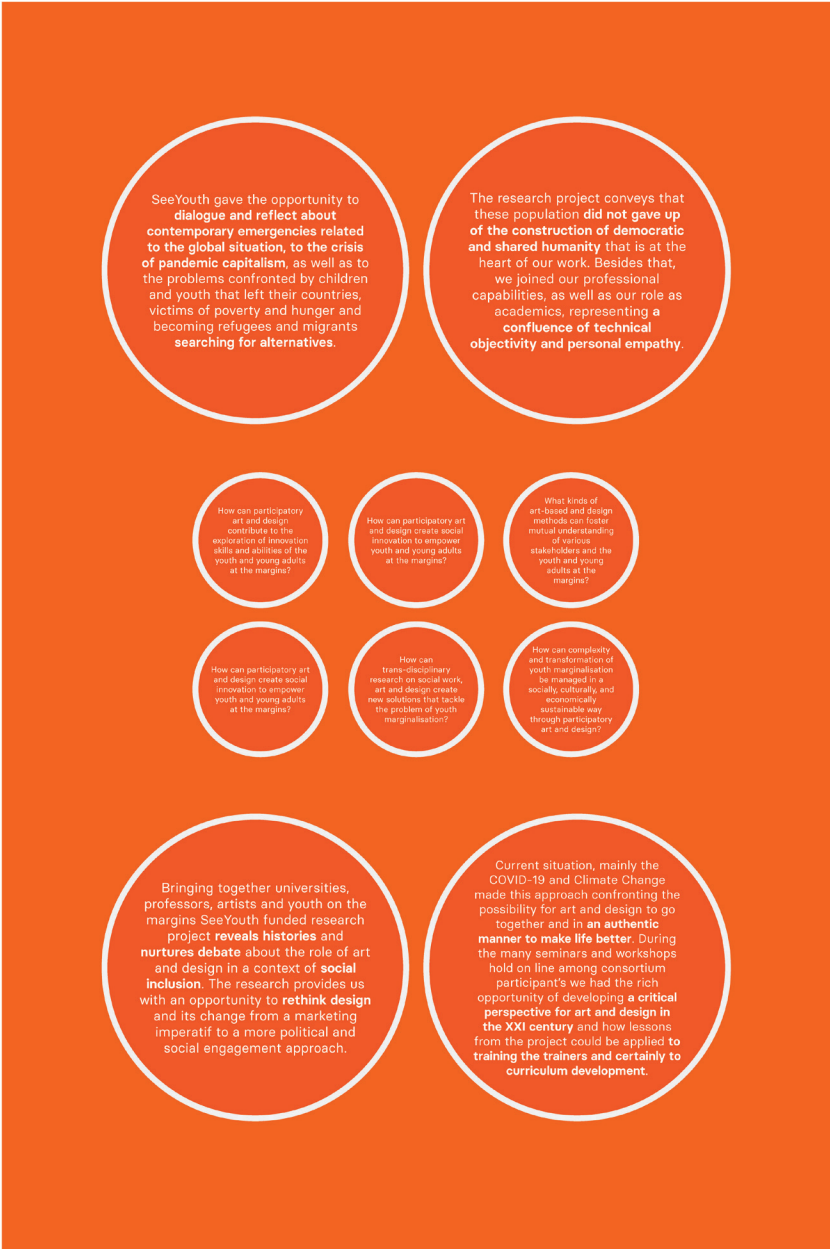 SeeYouth gave the opportunity to
dialogue and reflect about
contemporary emergencies related
to the global situation, to the crisis
of pandemic capitalism, as well as to
the problems confronted by children
and youth that left their countries,
victims of poverty and hunger and
becoming refugees and migrants
searching for alternatives.
The research project conveys that
these population did not gave up
of the construction of democratic
and shared humanity that is at the
heart of our work. Besides that,
we joined our professional
capabilities, as well as our role as
academics, representing a
confluence of technical
objectivity and personal empathy.
How can participatory
art and design
contribute to the
exploration of innovation
skills and abilities of the
youth and young adults
at the margins?
How can participatory art
and design create social
innovation to empower
youth and young adults
at the margins?
What kinds of
art-based and design
methods can foster
mutual understanding
of various
stakeholders and the
youth and young
adults at the
margins?
How can participatory art
and design create social
innovation to empower
youth and young adults
at the margins?
How can
trans-disciplinary
research on social work,
art and design create
new solutions that tackle
the problem of youth
marginalisation?
How can complexity
and transformation of
youth marginalisation
be managed in a
socially, culturally, and
economically
sustainable way
through participatory
art and design?
Bringing together universities,
professors, artists and youth on the
margins SeeYouth funded research
project reveals histories and
nurtures debate about the role of art
and design in a context of social
inclusion. The research provides us
with an opportunity to rethink design
and its change from a marketing
imperatif to a more political and
social engagement approach.
Current situation, mainly the
COVID-19 and Climate Change
made this approach confronting the
possibility for art and design to go
together and in an authentic
manner to make life better. During
the many seminars and workshops
hold on line among consortium
participant's we had the rich
opportunity of developing a critical
perspective for art and design in
the XXI century and how lessons
from the project could be applied to
training the trainers and certainly to
curriculum development.